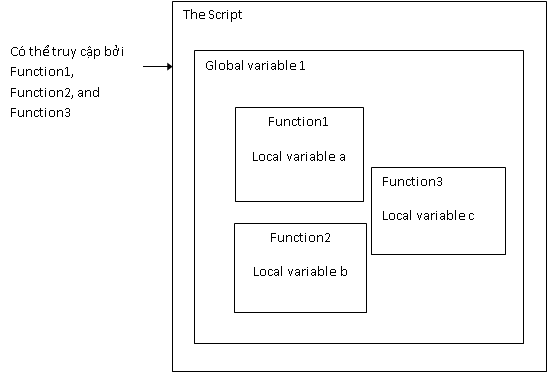 The Script
Có thể truy cập bởi
Function1,
Function2, and
Function3
Global variable 1
Function1
Local variable a
Function3
Local variable c
Function2
Local variable b